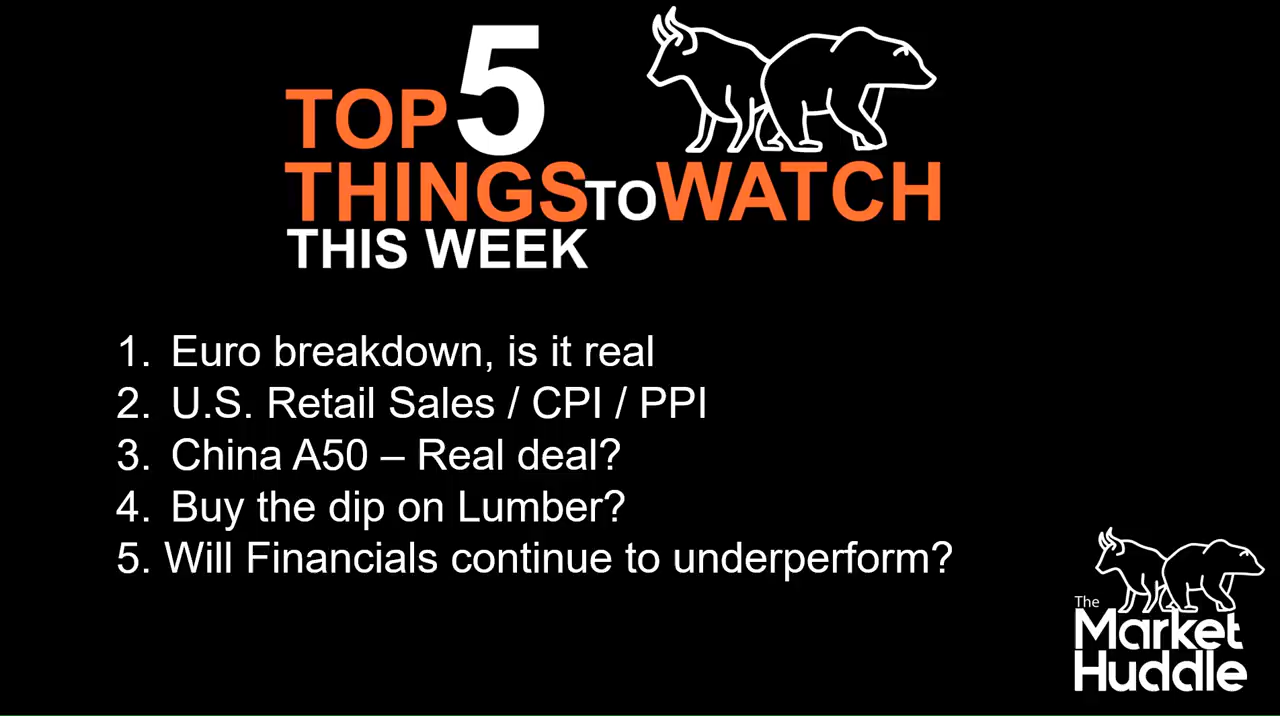 TOP 5
THINGS TO WATCH
THIS WEEK
1. Euro breakdown, is it real
2. U.S. Retail Sales / CPI / PPI
3. China A50 – Real deal?
4. Buy the dip on Lumber?
5. Will Financials continue to underperform?
The
Market
Huddle